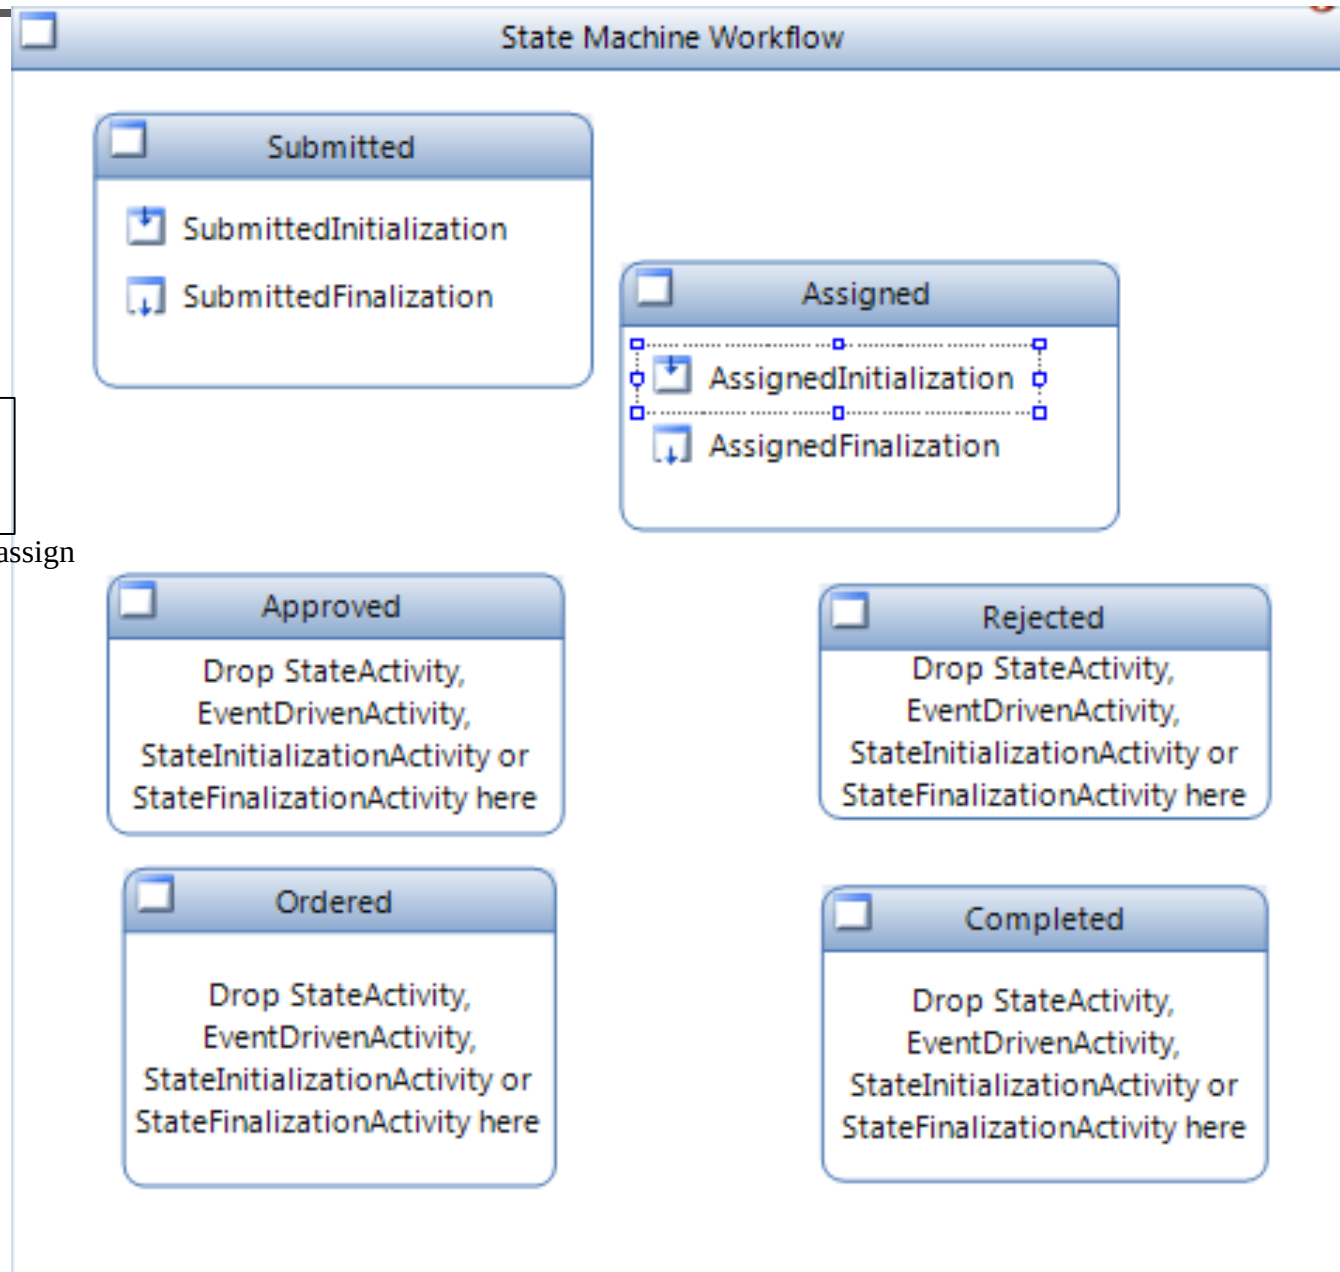 State Machine Workflow
Submitted
SubmittedInitialization
SubmittedFinalization
Assigned
AssignedInitialization
AssignedFinalization
assign
Approved
Drop StateActivity,
EventDrivenActivity,
StateInitializationActivity or
StateFinalizationActivity here
Rejected
Drop StateActivity,
EventDrivenActivity,
StateInitializationActivity or
StateFinalizationActivity here
Ordered
Drop StateActivity,
EventDrivenActivity,
StateInitializationActivity or
StateFinalizationActivity here
Completed
Drop StateActivity,
EventDrivenActivity,
StateInitializationActivity or
StateFinalizationActivity here